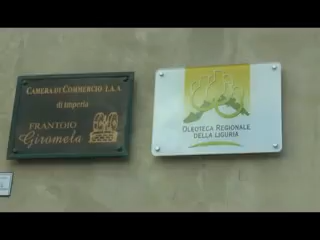 CAMERA DI COMMERCIO I.A.A.
di Imperia
FRANTOIO
Giromela
OLEOTECA REGIONALE
DELLA LIGURIA